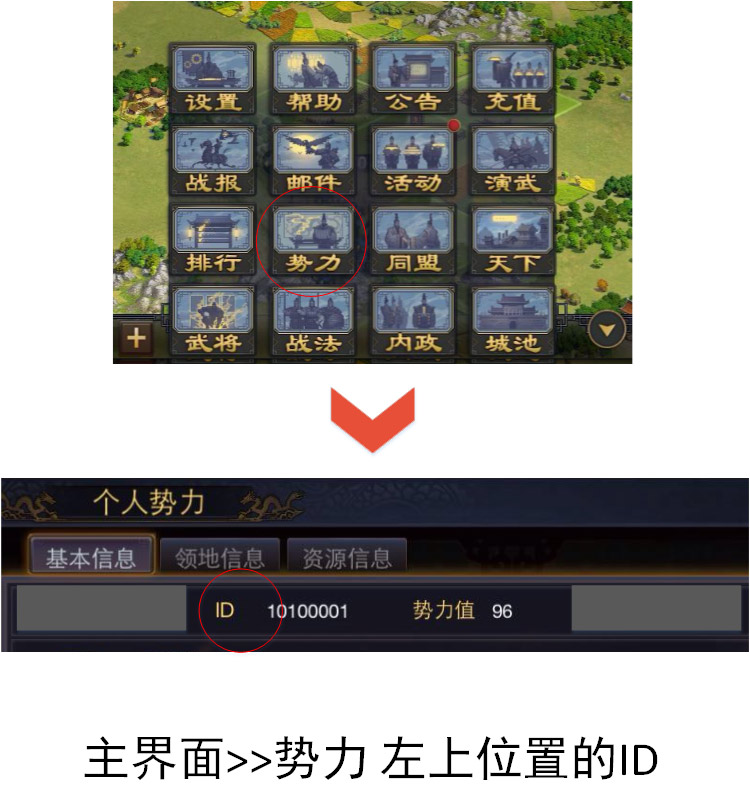 设置 帮助 公告 充值
战报 邮件 活动 演武
排行 势力 同盟 天下
武将 战法 内政 城池
个人势力
基本信息 领地信息 资源信息
ID 10100001 势力值 96
主界面>>势力 左上位置的ID